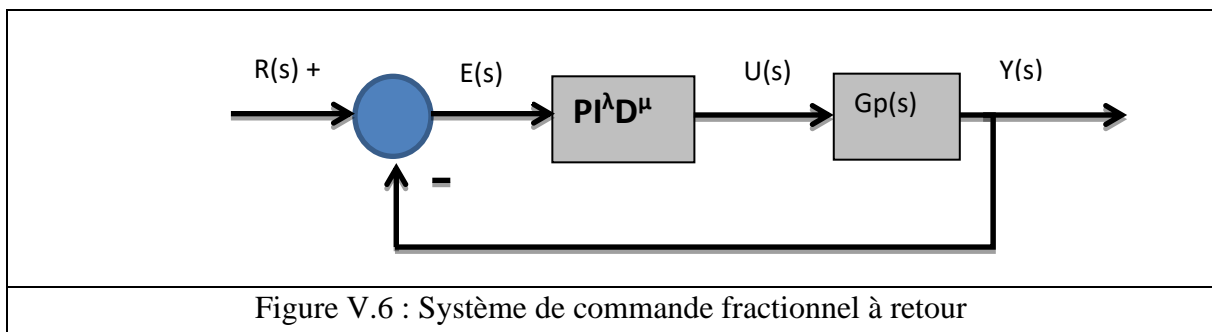 R(s) +
E(s)
PI^λD^μ
U(s)
Gp(s)
Y(s)
-
Figure V.6 : Système de commande fractionnel à retour